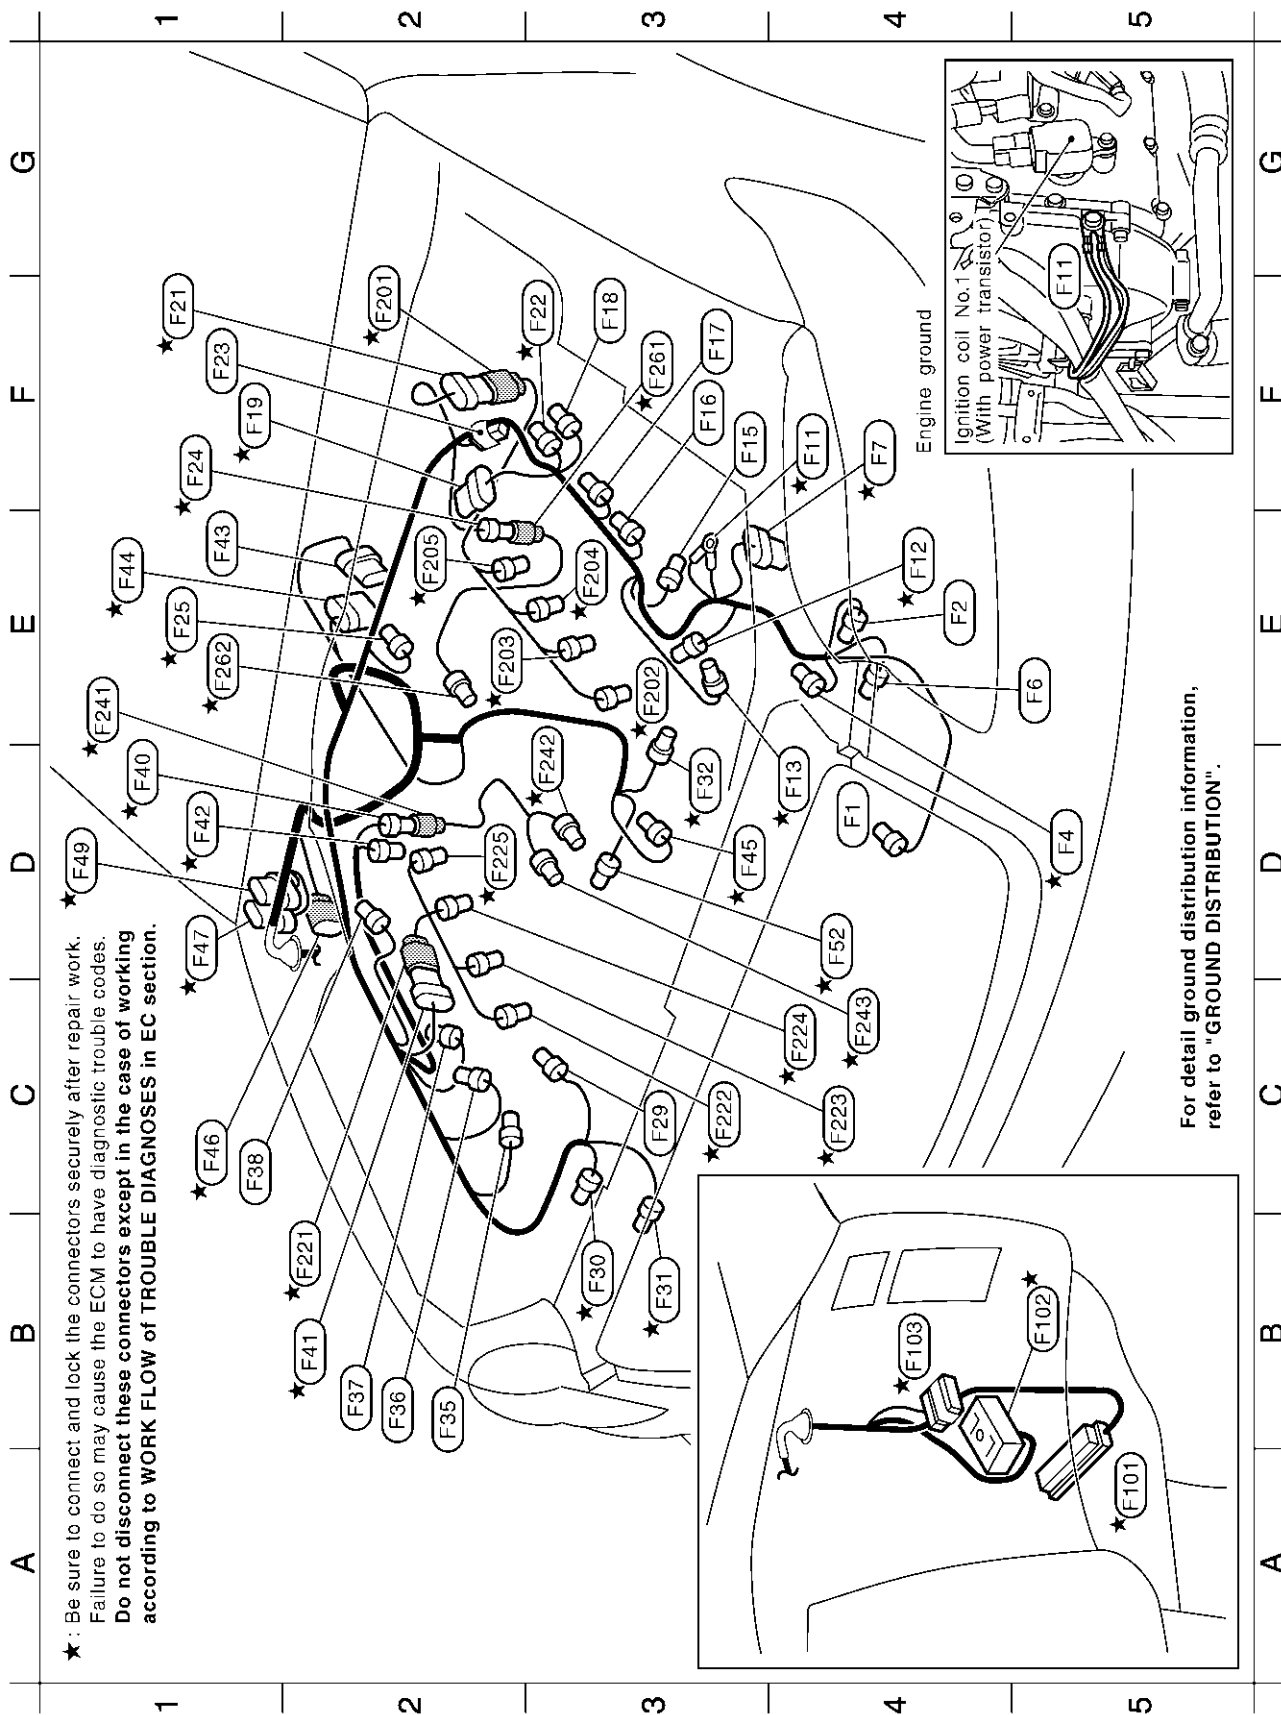 ★ : Be sure to connect and lock the connectors securely after repair work.
Failure to do so may cause the ECM to have diagnostic trouble codes.
Do not disconnect these connectors except in the case of working
according to WORK FLOW of TROUBLE DIAGNOSES in EC section.
A B C D E F G
1
2
3
4
5
★ F49
★ F47
★ F42
★ F40
★ F241
★ F262
★ F25
★ F44
F43
★ F24
★ F19
F23
★ F21
★ F201
★ F22
F18
★ F261
F17
F16
F15
★ F11
★ F7
★ F12
F2
F6
★ F4
F1
★ F13
★ F32
★ F202
★ F203
★ F204
★ F205
★ F242
★ F225
★ F45
★ F52
★ F243
★ F224
★ F223
★ F222
F29
★ F30
★ F31
★ F46
F38
★ F221
★ F41
F37
F36
F35
★ F103
★ F102
★ F101
Engine ground
Ignition coil No.1
(With power transistor)
F11
For detail ground distribution information,
refer to "GROUND DISTRIBUTION".
1
2
3
4
5
A B C D E F G